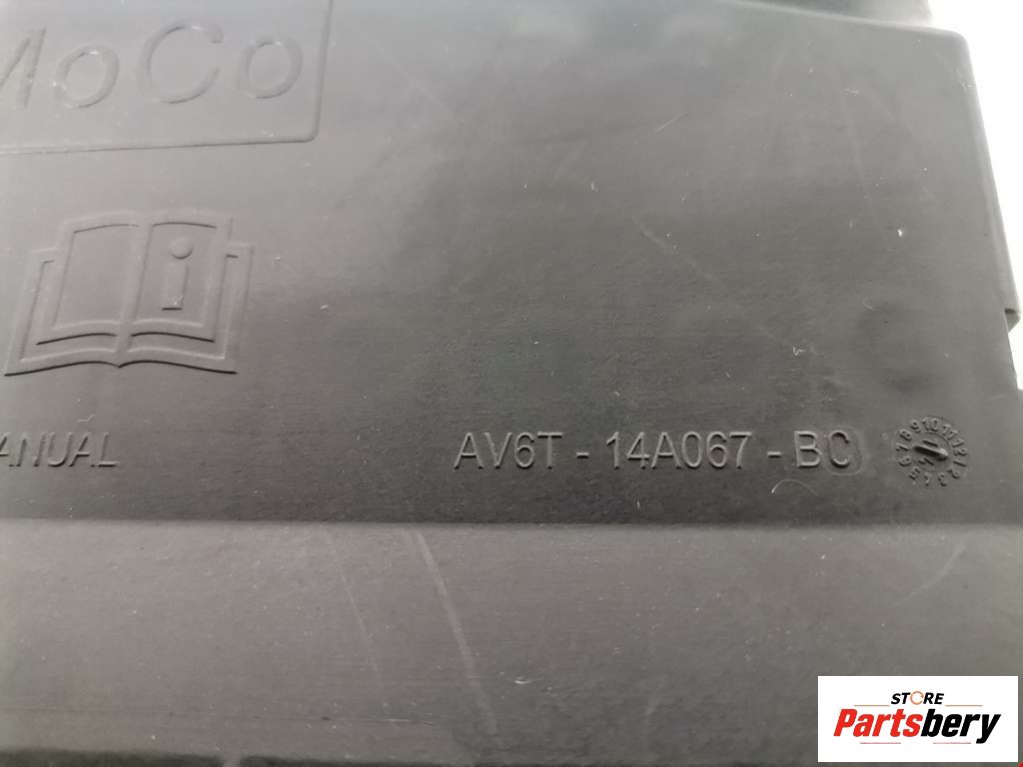 MoCo
i
ANUAL
AV6T - 14A067 - BC
STORE
Partsbery